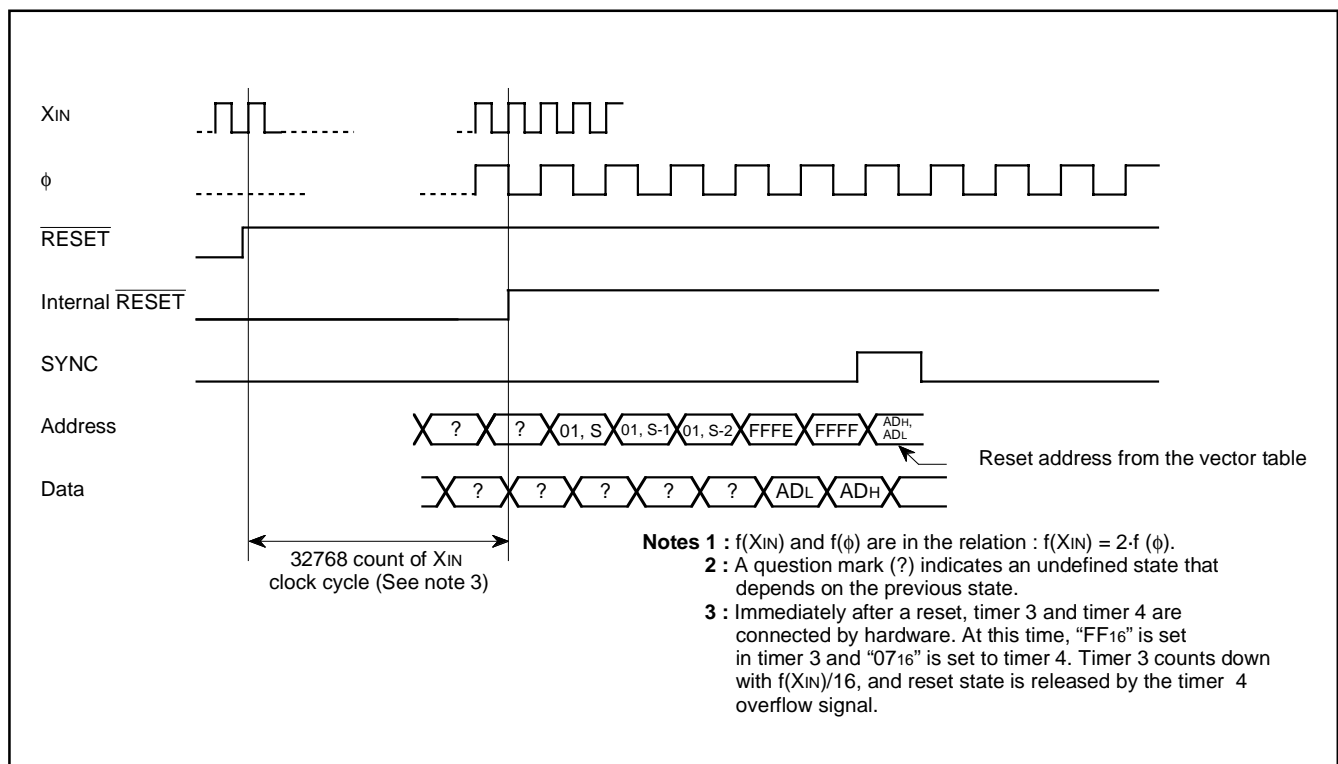 XIN
φ
RESET
Internal RESET
SYNC
Address
? ? 01, S 01, S-1 01, S-2 FFFE FFFF ADH, ADL
Reset address from the vector table
Data
? ? ? ? ? ADL ADH
32768 count of XIN
clock cycle (See note 3)
Notes 1 : f(XIN) and f(φ) are in the relation : f(XIN) = 2·f (φ).
2 : A question mark (?) indicates an undefined state that
depends on the previous state.
3 : Immediately after a reset, timer 3 and timer 4 are
connected by hardware. At this time, “FF16” is set
in timer 3 and “0716” is set to timer 4. Timer 3 counts down
with f(XIN)/16, and reset state is released by the timer 4
overflow signal.